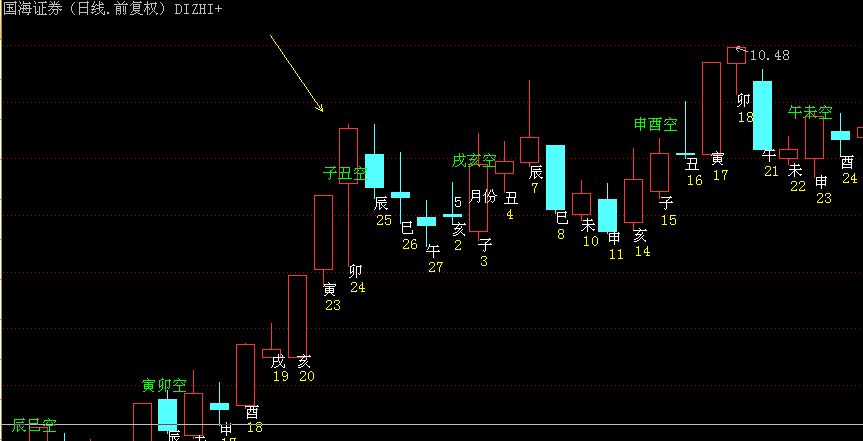 国海证券 (日线.前复权) DIZHI+
10.48
卯
18
午未空
申酉空
戌亥空
子丑空
寅卯空
辰巳空
寅
23
卯
24
辰
25
巳
26
午
27
5 月份
亥
2
子
3
丑
4
辰
7
巳
8
未
10
申
11
亥
14
子
15
丑
16
寅
17
午
21
未
22
申
23
酉
24
戌
19
亥
20
酉
18
申
17
辰